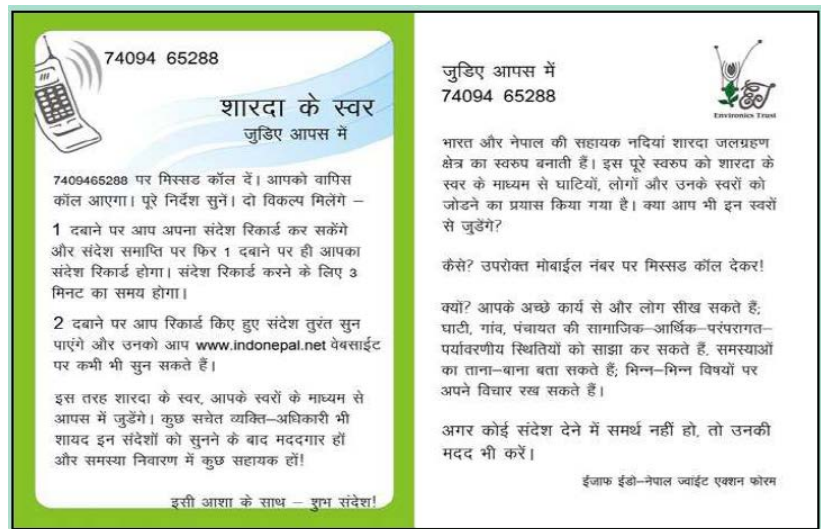 74094 65288
शारदा के स्वर
जुडिए आपस में
7409465288 पर मिस्सड कॉल दें। आपको वापिस
कॉल आएगा। पूरे निर्देश सुनें। दो विकल्प मिलेंगे –
1 दबाने पर आप अपना संदेश रिकार्ड कर सकेंगे
और संदेश समाप्ति पर फिर 1 दबाने पर ही आपका
संदेश रिकार्ड होगा। संदेश रिकार्ड करने के लिए 3
मिनट का समय होगा।
2 दबाने पर आप रिकार्ड किए हुए संदेश तुरंत सुन
पाएंगे और उनको आप www.indonepal.net वेबसाईट
पर कभी भी सुन सकते हैं।
इस तरह शारदा के स्वर, आपके स्वरों के माध्यम से
आपस में जुडेंगे। कुछ सचेत व्यक्ति–अधिकारी भी
शायद इन संदेशों को सुनने के बाद मददगार हों
और समस्या निवारण में कुछ सहायक हों!
इसी आशा के साथ – शुभ संदेश!
जुडिए आपस में
74094 65288
Environics Trust
भारत और नेपाल की सहायक नदियां शारदा जलग्रहण
क्षेत्र का स्वरुप बनाती हैं। इस पूरे स्वरुप को शारदा के
स्वर के माध्यम से घाटियों, लोगों और उनके स्वरों को
जोडने का प्रयास किया गया है। क्या आप भी इन स्वरों
से जुडेंगे?
कैसे? उपरोक्त मोबाईल नंबर पर मिस्सड कॉल देकर!
क्यों? आपके अच्छे कार्य से और लोग सीख सकते हैं;
घाटी, गांव, पंचायत की सामाजिक–आर्थिक–परंपरागत–
पर्यावरणीय स्थितियों को साझा कर सकते हैं, समस्याओं
का ताना–बाना बता सकते हैं; भिन्न–भिन्न विषयों पर
अपने विचार रख सकते हैं।
अगर कोई संदेश देने में समर्थ नहीं हो, तो उनकी
मदद भी करें।
ईजाफ ईंडो–नेपाल ज्वांईट एक्शन फोरम